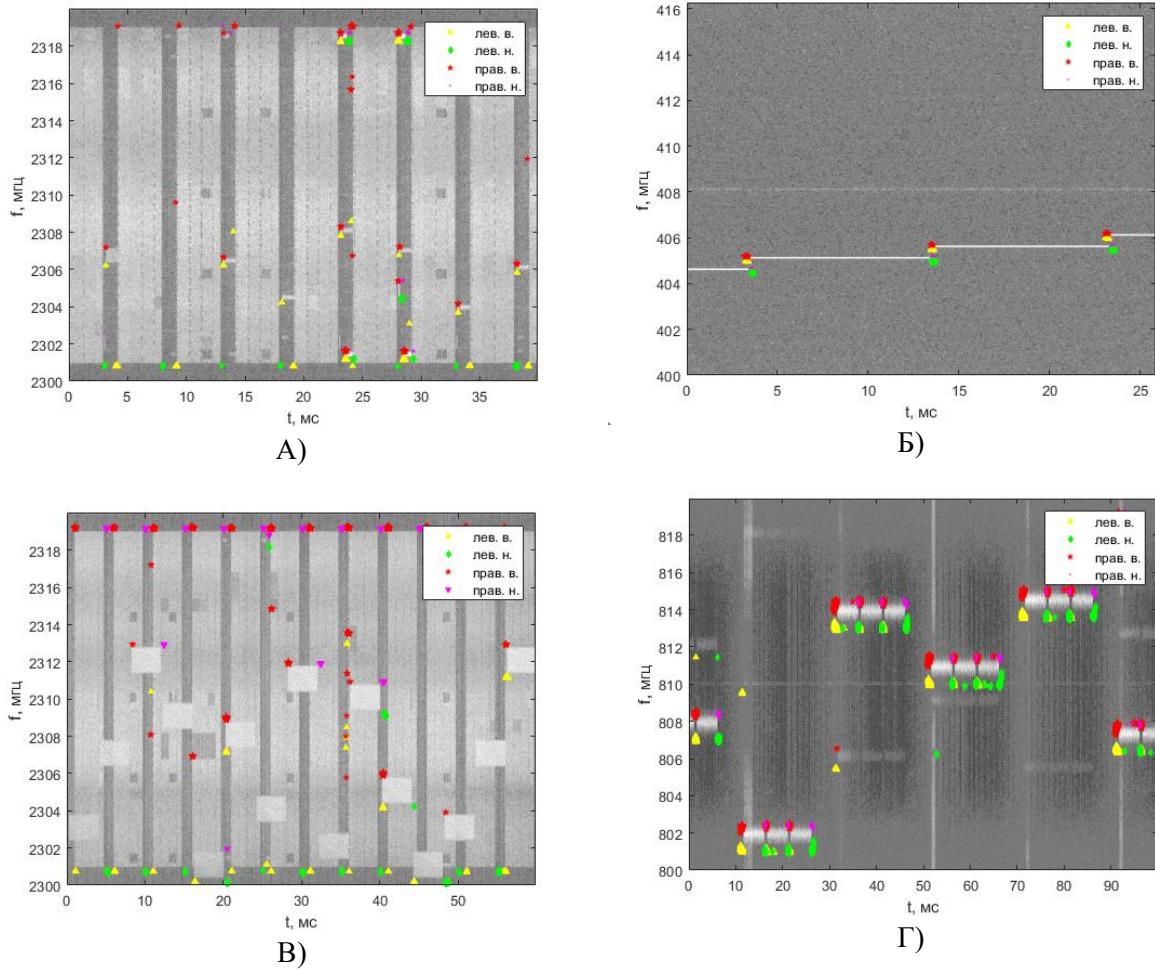 2318
2316
2314
2312
2310
2308
2306
2304
2302
2300
f, мгц
лев. в.
лев. н.
прав. в.
прав. н.
0 5 10 15 20 25 30 35
t, мс
А)
416
414
412
410
408
406
404
402
400
f, мгц
лев. в.
лев. н.
прав. в.
прав. н.
0 5 10 15 20 25
t, мс
Б)
2318
2316
2314
2312
2310
2308
2306
2304
2302
2300
f, мгц
лев. в.
лев. н.
прав. в.
прав. н.
0 10 20 30 40 50
t, мс
В)
818
816
814
812
810
808
806
804
802
800
f, мгц
лев. в.
лев. н.
прав. в.
прав. н.
0 10 20 30 40 50 60 70 80 90
t, мс
Г)